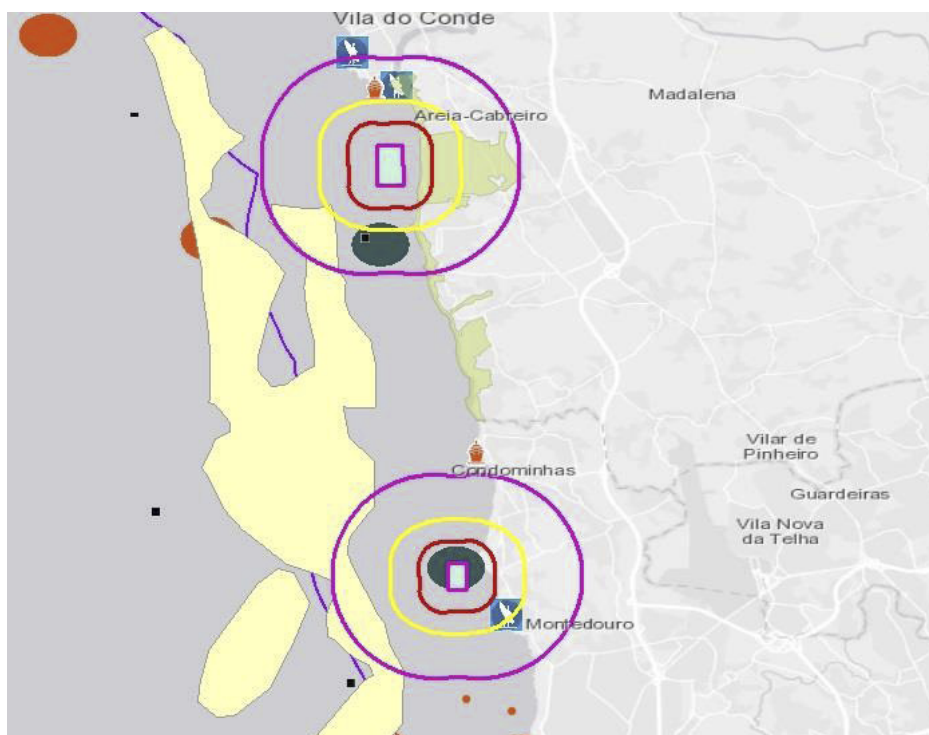 Vila do Conde
Madalena
Areia-Cabreiro
Vilar de
Pinheiro
Condominhas
Guardeiras
Vila Nova
da Telha
Montedouro